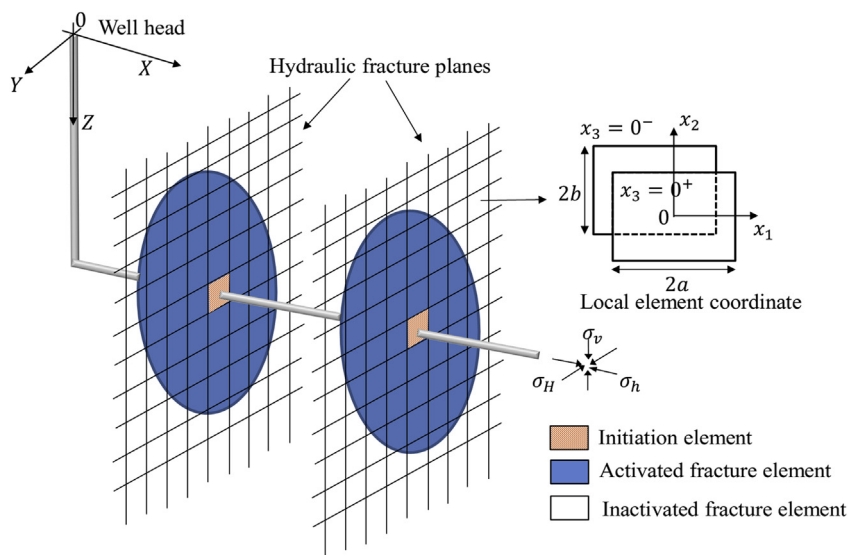 0
Well head
X
Y
Z
Hydraulic fracture planes
x₃ = 0⁻
x₂
x₃ = 0⁺
2b
0
x₁
2a
Local element coordinate
σᵥ
σ_H
σₕ
Initiation element
Activated fracture element
Inactivated fracture element